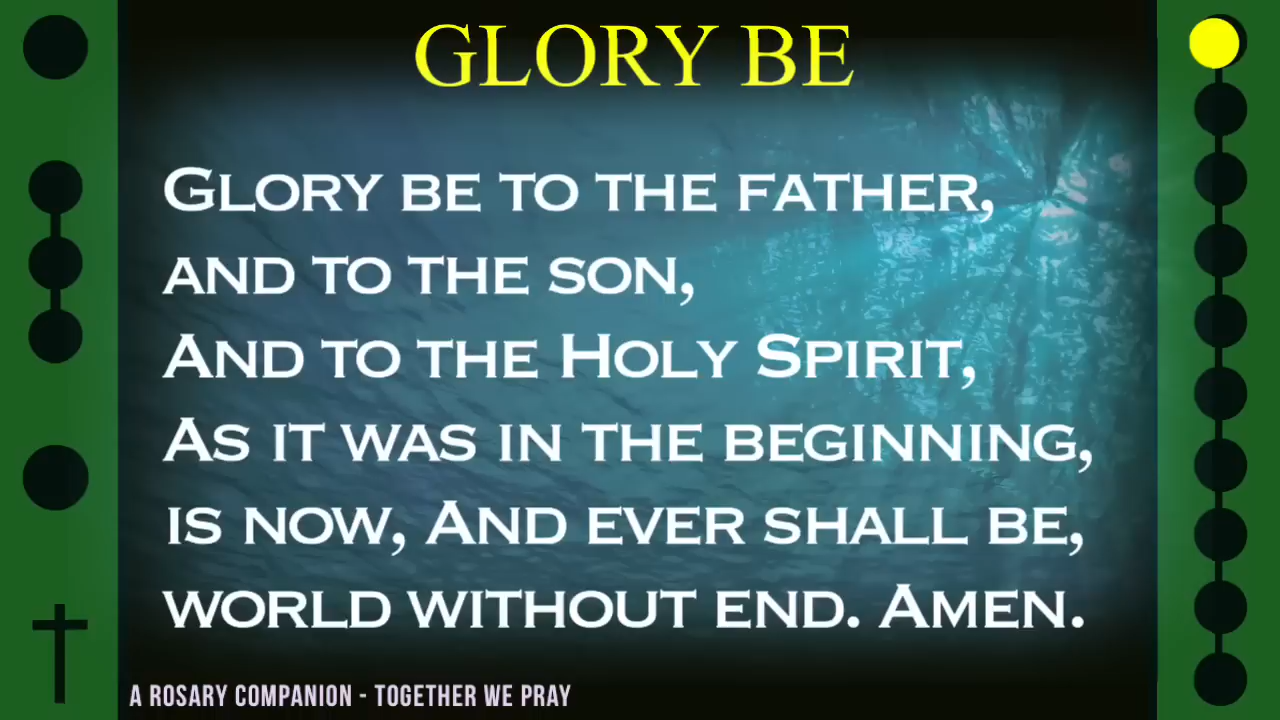 GLORY BE
GLORY BE TO THE FATHER,
AND TO THE SON,
AND TO THE HOLY SPIRIT,
AS IT WAS IN THE BEGINNING,
IS NOW, AND EVER SHALL BE,
WORLD WITHOUT END. AMEN.
A ROSARY COMPANION - TOGETHER WE PRAY